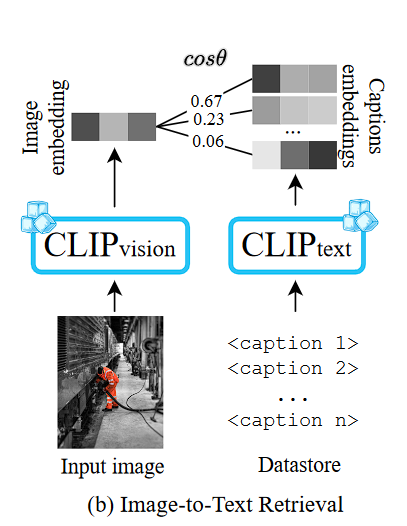 cosθ
Image
embedding
0.67
0.23
0.06
...
Captions
embeddings
CLIPvision
CLIPtext
<caption 1>
<caption 2>
...
<caption n>
Input image
Datastore
(b) Image-to-Text Retrieval